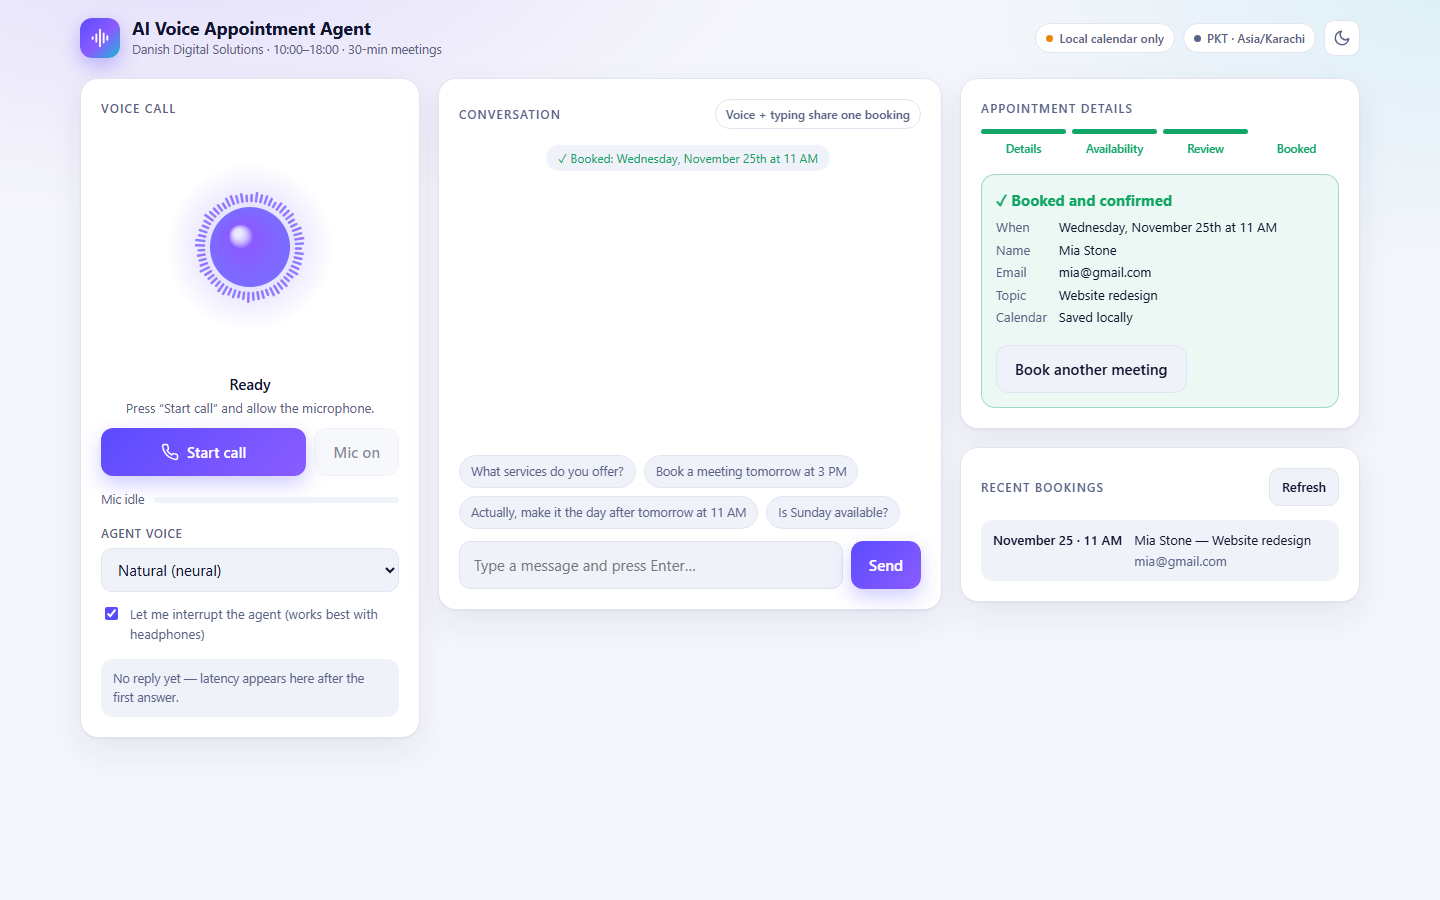 AI Voice Appointment Agent
Danish Digital Solutions · 10:00–18:00 · 30-min meetings
Local calendar only
PKT · Asia/Karachi
VOICE CALL
Ready
Press “Start call” and allow the microphone.
Start call
Mic on
Mic idle
AGENT VOICE
Natural (neural)
Let me interrupt the agent (works best with
headphones)
No reply yet — latency appears here after the
first answer.
CONVERSATION
Voice + typing share one booking
✓ Booked: Wednesday, November 25th at 11 AM
What services do you offer?
Book a meeting tomorrow at 3 PM
Actually, make it the day after tomorrow at 11 AM
Is Sunday available?
Type a message and press Enter...
Send
APPOINTMENT DETAILS
Details
Availability
Review
Booked
✓ Booked and confirmed
When Wednesday, November 25th at 11 AM
Name Mia Stone
Email mia@gmail.com
Topic Website redesign
Calendar Saved locally
Book another meeting
RECENT BOOKINGS
Refresh
November 25 · 11 AM Mia Stone — Website redesign
mia@gmail.com